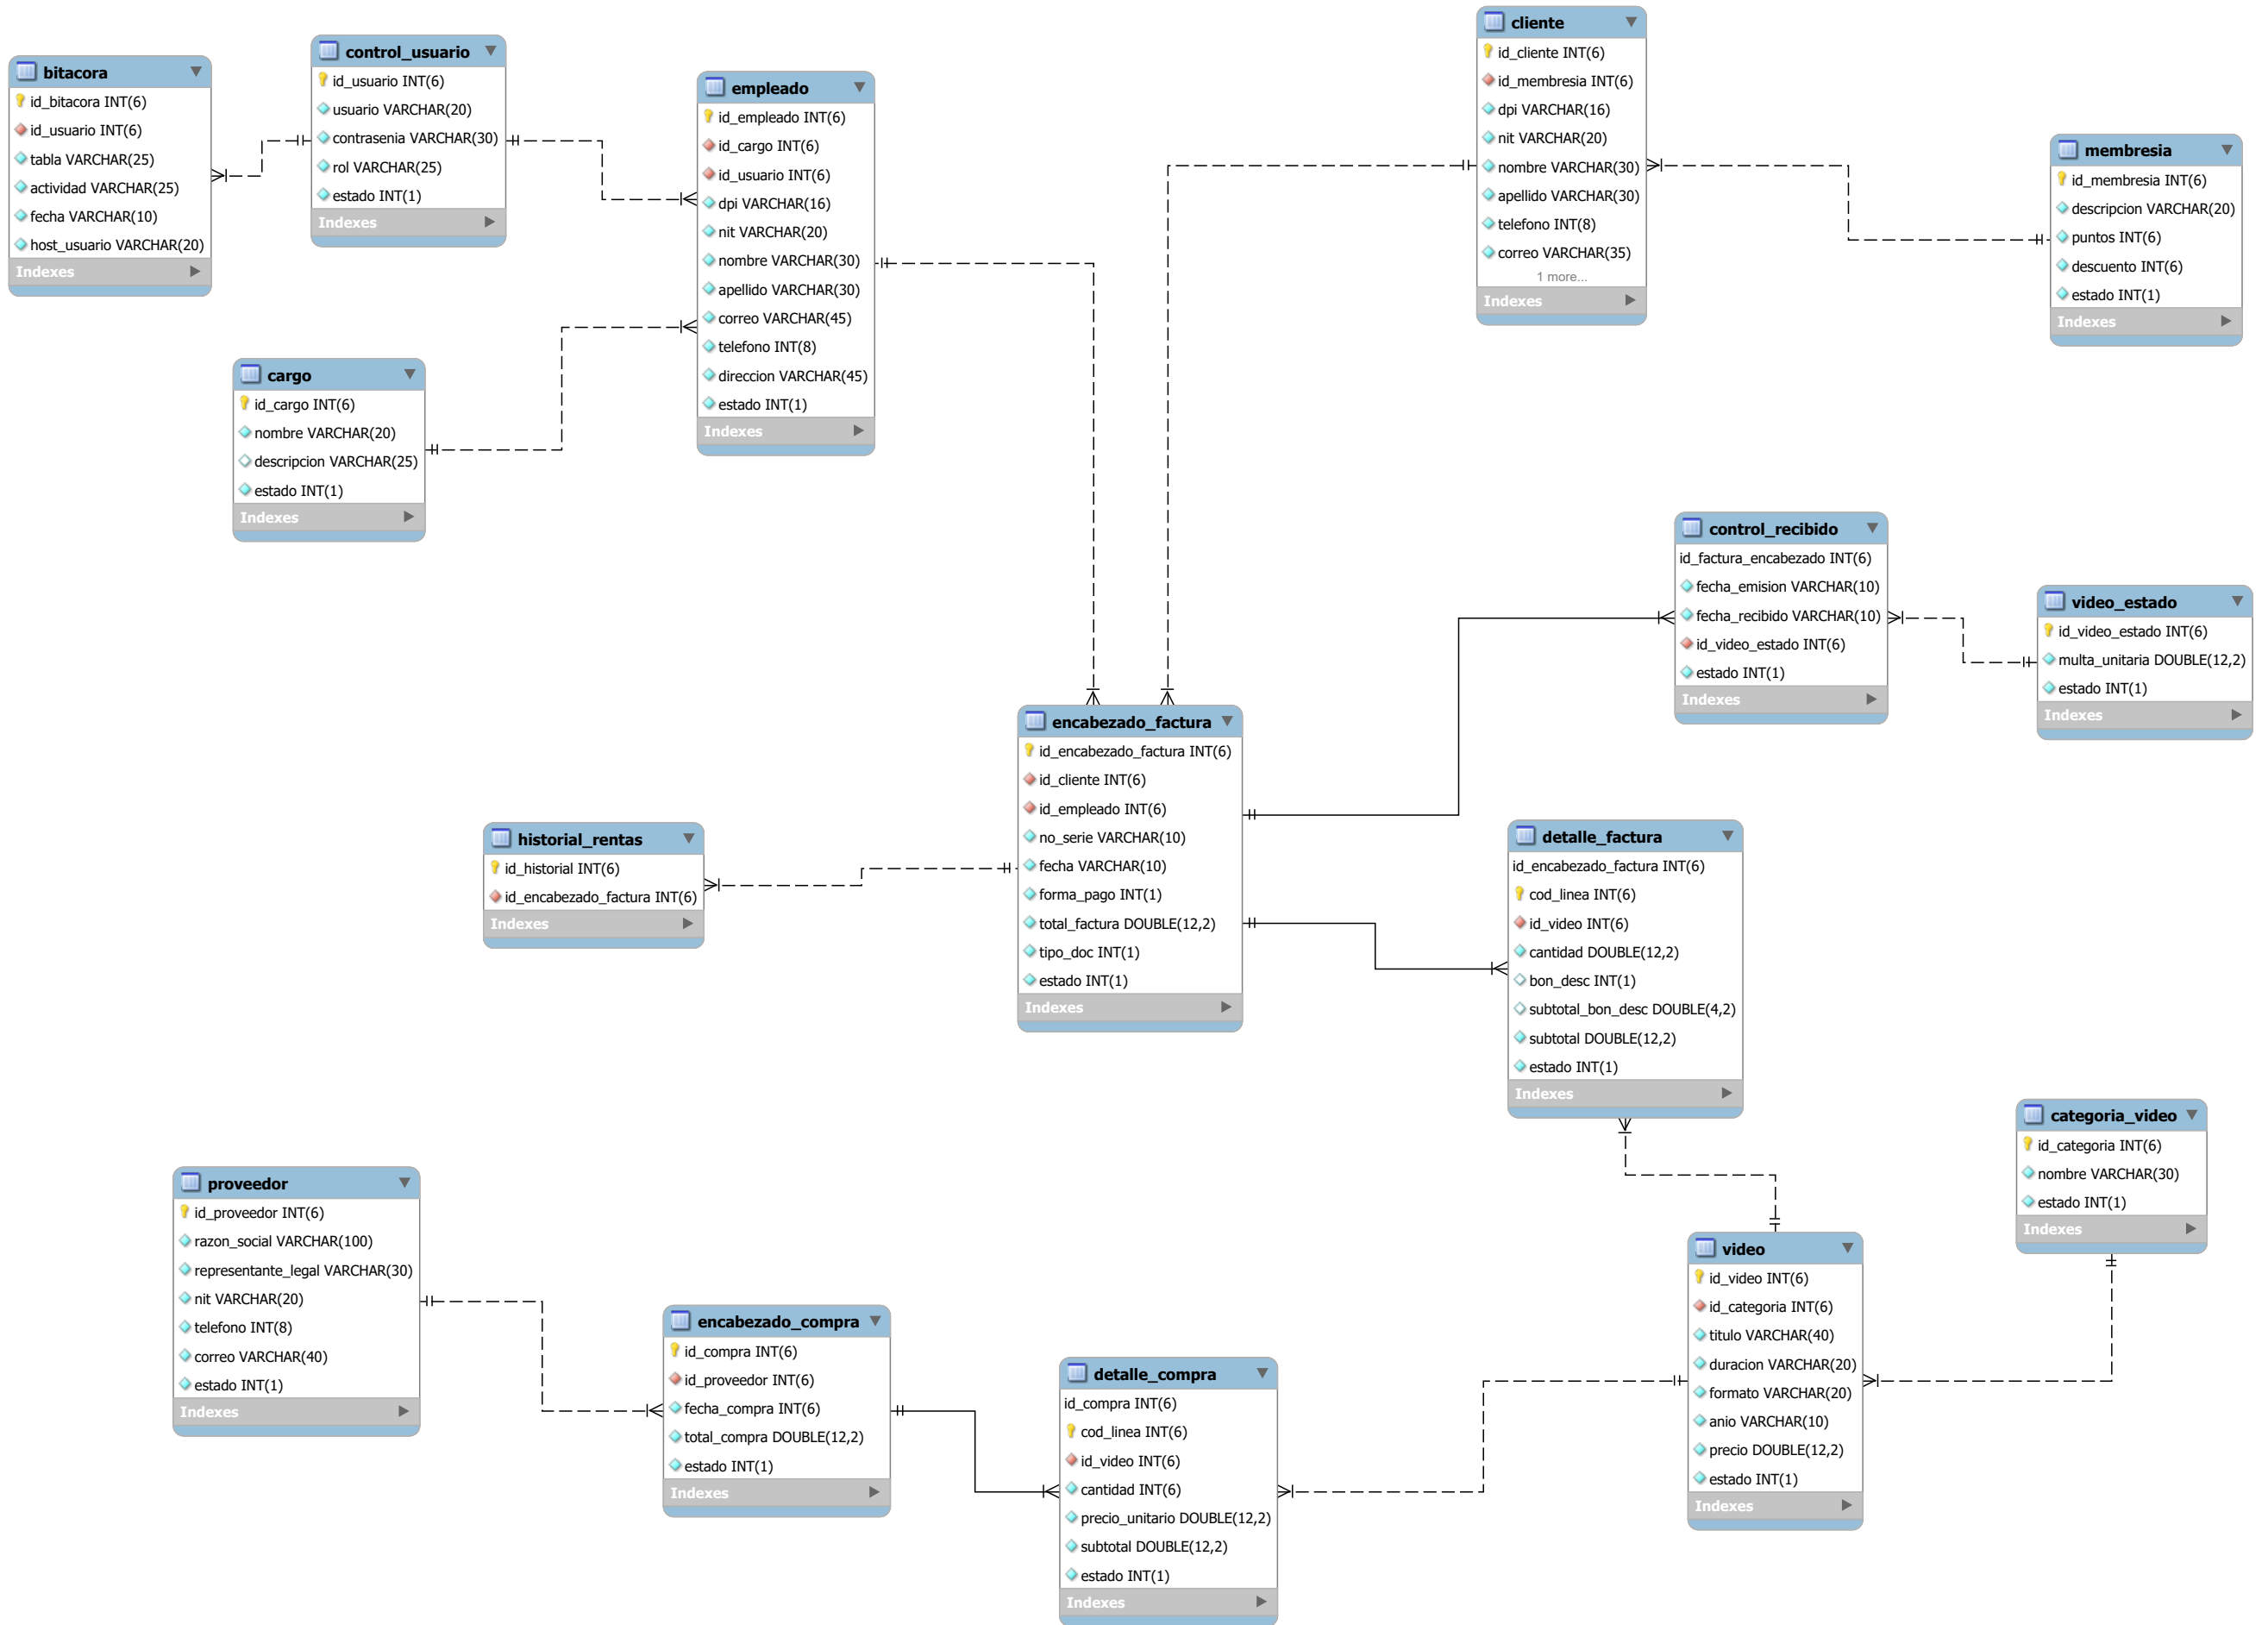 bitacora
id_bitacora INT(6)
id_usuario INT(6)
tabla VARCHAR(25)
actividad VARCHAR(25)
fecha VARCHAR(10)
host_usuario VARCHAR(20)
Indexes
control_usuario
id_usuario INT(6)
usuario VARCHAR(20)
contrasenia VARCHAR(30)
rol VARCHAR(25)
estado INT(1)
Indexes
empleado
id_empleado INT(6)
id_cargo INT(6)
id_usuario INT(6)
dpi VARCHAR(16)
nit VARCHAR(20)
nombre VARCHAR(30)
apellido VARCHAR(30)
correo VARCHAR(45)
telefono INT(8)
direccion VARCHAR(45)
estado INT(1)
Indexes
cliente
id_cliente INT(6)
id_membresia INT(6)
dpi VARCHAR(16)
nit VARCHAR(20)
nombre VARCHAR(30)
apellido VARCHAR(30)
telefono INT(8)
correo VARCHAR(35)
1 more...
Indexes
membresia
id_membresia INT(6)
descripcion VARCHAR(20)
puntos INT(6)
descuento INT(6)
estado INT(1)
Indexes
cargo
id_cargo INT(6)
nombre VARCHAR(20)
descripcion VARCHAR(25)
estado INT(1)
Indexes
control_recibido
id_factura_encabezado INT(6)
fecha_emision VARCHAR(10)
fecha_recibido VARCHAR(10)
id_video_estado INT(6)
estado INT(1)
Indexes
video_estado
id_video_estado INT(6)
multa_unitaria DOUBLE(12,2)
estado INT(1)
Indexes
encabezado_factura
id_encabezado_factura INT(6)
id_cliente INT(6)
id_empleado INT(6)
no_serie VARCHAR(10)
fecha VARCHAR(10)
forma_pago INT(1)
total_factura DOUBLE(12,2)
tipo_doc INT(1)
estado INT(1)
Indexes
historial_rentas
id_historial INT(6)
id_encabezado_factura INT(6)
Indexes
detalle_factura
id_encabezado_factura INT(6)
cod_linea INT(6)
id_video INT(6)
cantidad DOUBLE(12,2)
bon_desc INT(1)
subtotal_bon_desc DOUBLE(4,2)
subtotal DOUBLE(12,2)
estado INT(1)
Indexes
categoria_video
id_categoria INT(6)
nombre VARCHAR(30)
estado INT(1)
Indexes
proveedor
id_proveedor INT(6)
razon_social VARCHAR(100)
representante_legal VARCHAR(30)
nit VARCHAR(20)
telefono INT(8)
correo VARCHAR(40)
estado INT(1)
Indexes
encabezado_compra
id_compra INT(6)
id_proveedor INT(6)
fecha_compra INT(6)
total_compra DOUBLE(12,2)
estado INT(1)
Indexes
detalle_compra
id_compra INT(6)
cod_linea INT(6)
id_video INT(6)
cantidad INT(6)
precio_unitario DOUBLE(12,2)
subtotal DOUBLE(12,2)
estado INT(1)
Indexes
video
id_video INT(6)
id_categoria INT(6)
titulo VARCHAR(40)
duracion VARCHAR(20)
formato VARCHAR(20)
anio VARCHAR(10)
precio DOUBLE(12,2)
estado INT(1)
Indexes